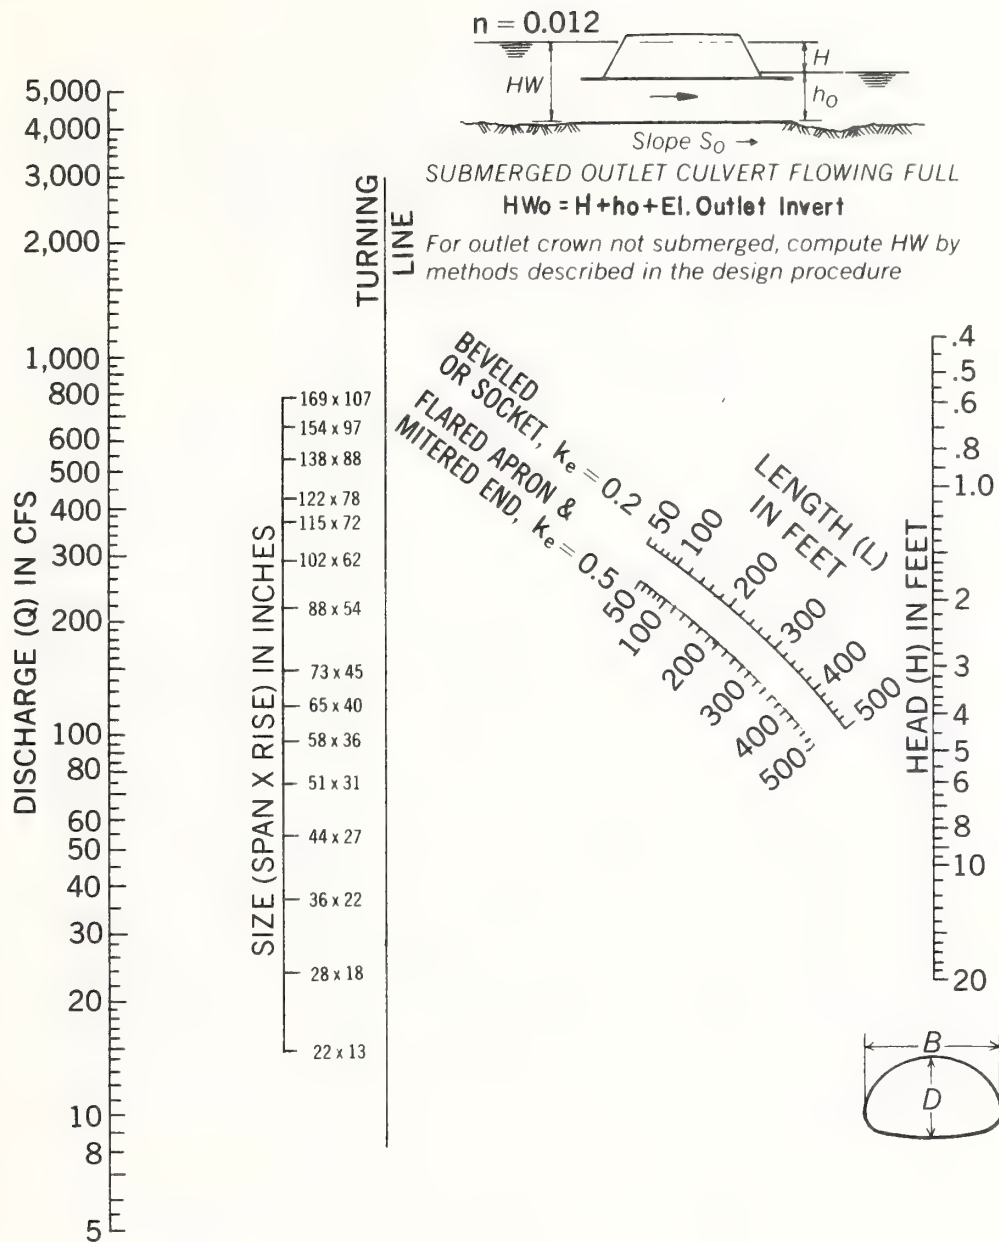 n = 0.012
HW
H
ho
Slope So →
SUBMERGED OUTLET CULVERT FLOWING FULL
HWo = H+ho+El. Outlet Invert
For outlet crown not submerged, compute HW by
methods described in the design procedure
DISCHARGE (Q) IN CFS
5,000
4,000
3,000
2,000
1,000
800
600
500
400
300
200
100
80
60
50
40
30
20
10
8
5
SIZE (SPAN X RISE) IN INCHES
169 x 107
154 x 97
138 x 88
122 x 78
115 x 72
102 x 62
88 x 54
73 x 45
65 x 40
58 x 36
51 x 31
44 x 27
36 x 22
28 x 18
22 x 13
TURNING
LINE
BEVELED
OR SOCKET, ke = 0.2
FLARED APRON &
MITERED END, ke = 0.5
LENGTH (L)
IN FEET
50
100
200
300
400
500
50
100
200
300
400
500
HEAD (H) IN FEET
.4
.5
.6
.8
1.0
2
3
4
5
6
8
10
20
B
D